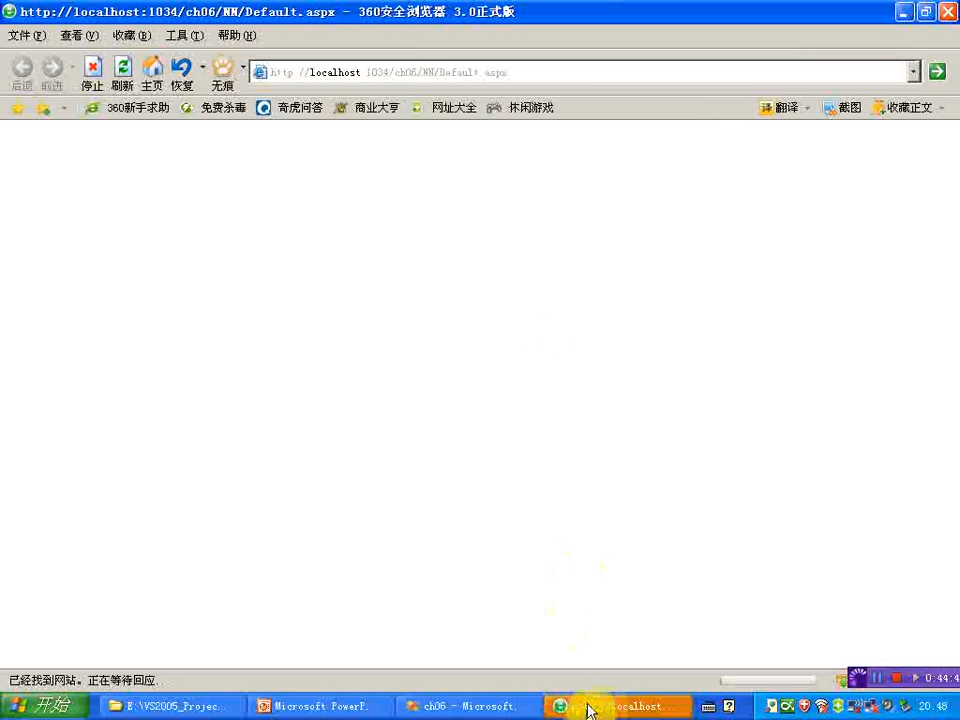 http://localhost:1034/ch06/NN/Default.aspx - 360安全浏览器 3.0正式版
文件(F) 查看(V) 收藏(B) 工具(T) 帮助(H)
后退 前进 停止 刷新 主页 恢复 无痕 http://localhost:1034/ch06/NN/Default.aspx
360新手求助 免费杀毒 奇虎问答 商业大亨 网址大全 休闲游戏 翻译 截图 收藏正文
已经找到网站。正在等待回应..
0:44:4
开始 E:\VS2005_Projec... Microsoft PowerP... ch06 - Microsoft... localhost... 20:48